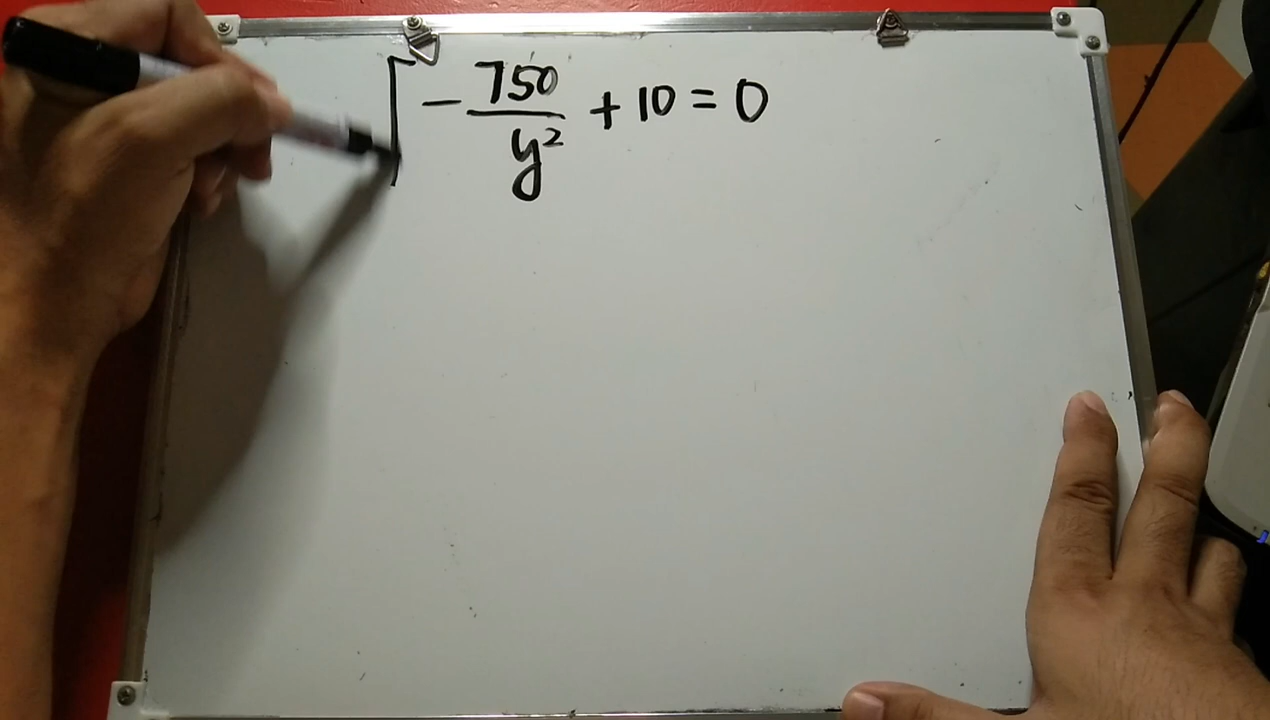 [ - 750/y² + 10 = 0